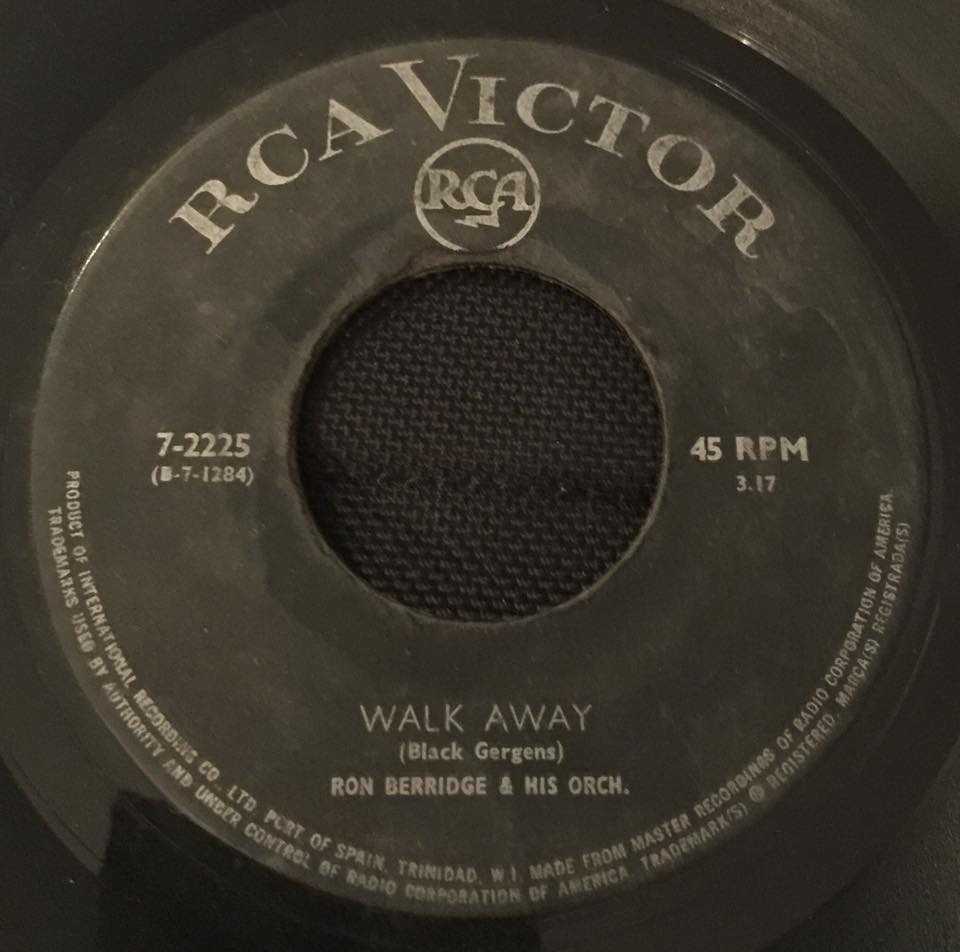 RCA VICTOR
RCA
7-2225
(B-7-1284)
45 RPM
3.17
WALK AWAY
(Black Gergens)
RON BERRIDGE & HIS ORCH.
PRODUCT OF INTERNATIONAL RECORDING CO., LTD. PORT OF SPAIN, TRINIDAD, W I. MADE FROM MASTER RECORDINGS OF RADIO CORPORATION OF AMERICA.
TRADEMARKS USED BY AUTHORITY AND UNDER CONTROL OF RADIO CORPORATION OF AMERICA. TRADEMARK(S) ® REGISTERED. MARCA(S) REGISTRADA(S)